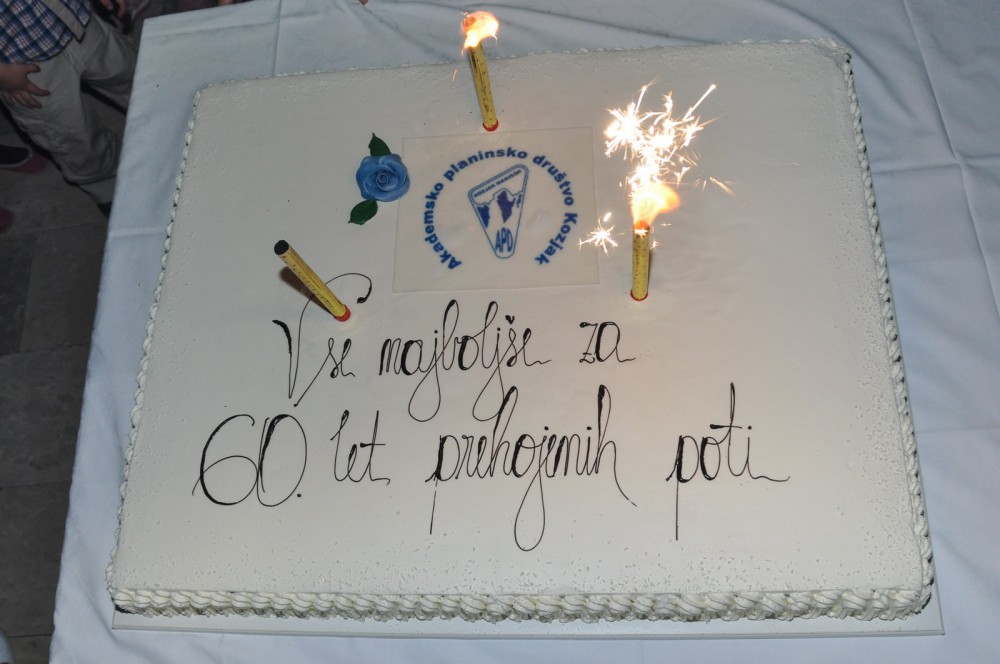 Akademsko planinsko društvo Kozjak
APD
Vse najboljše za
60. let prehojenih poti